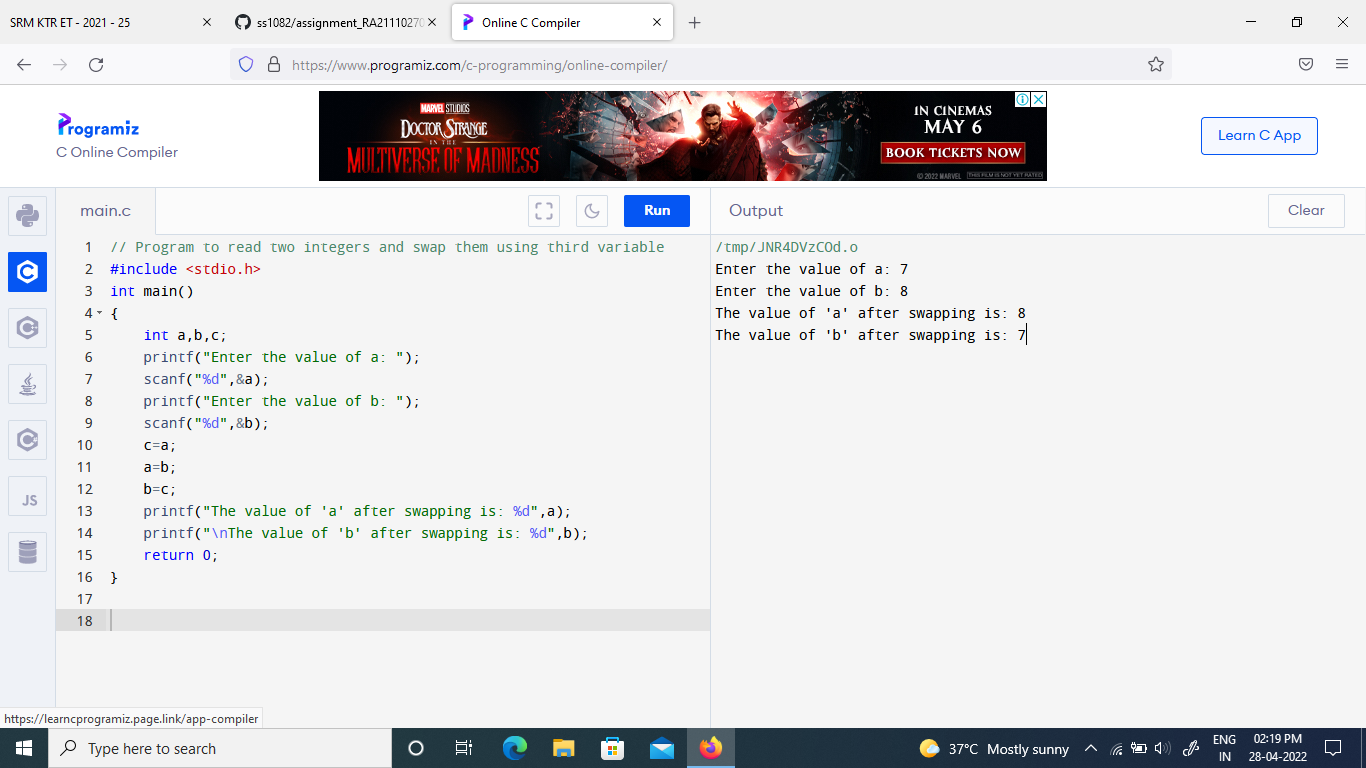 SRM KTR ET - 2021 - 25
ss1082/assignment_RA21110270
Online C Compiler
https://www.programiz.com/c-programming/online-compiler/
Programiz
C Online Compiler
MARVEL STUDIOS
DOCTOR STRANGE
IN THE
MULTIVERSE OF MADNESS
IN CINEMAS
MAY 6
BOOK TICKETS NOW
© 2022 MARVEL THIS FILM IS NOT YET RATED
Learn C App
main.c
Run
Output
Clear
1 // Program to read two integers and swap them using third variable
2 #include <stdio.h>
3 int main()
4 {
5     int a,b,c;
6     printf("Enter the value of a: ");
7     scanf("%d",&a);
8     printf("Enter the value of b: ");
9     scanf("%d",&b);
10     c=a;
11     a=b;
12     b=c;
13     printf("The value of 'a' after swapping is: %d",a);
14     printf("\nThe value of 'b' after swapping is: %d",b);
15     return 0;
16 }
17
18
/tmp/JNR4DVzCOd.o
Enter the value of a: 7
Enter the value of b: 8
The value of 'a' after swapping is: 8
The value of 'b' after swapping is: 7
JS
https://learncprogramiz.page.link/app-compiler
Type here to search
37°C Mostly sunny
ENG
IN
02:19 PM
28-04-2022